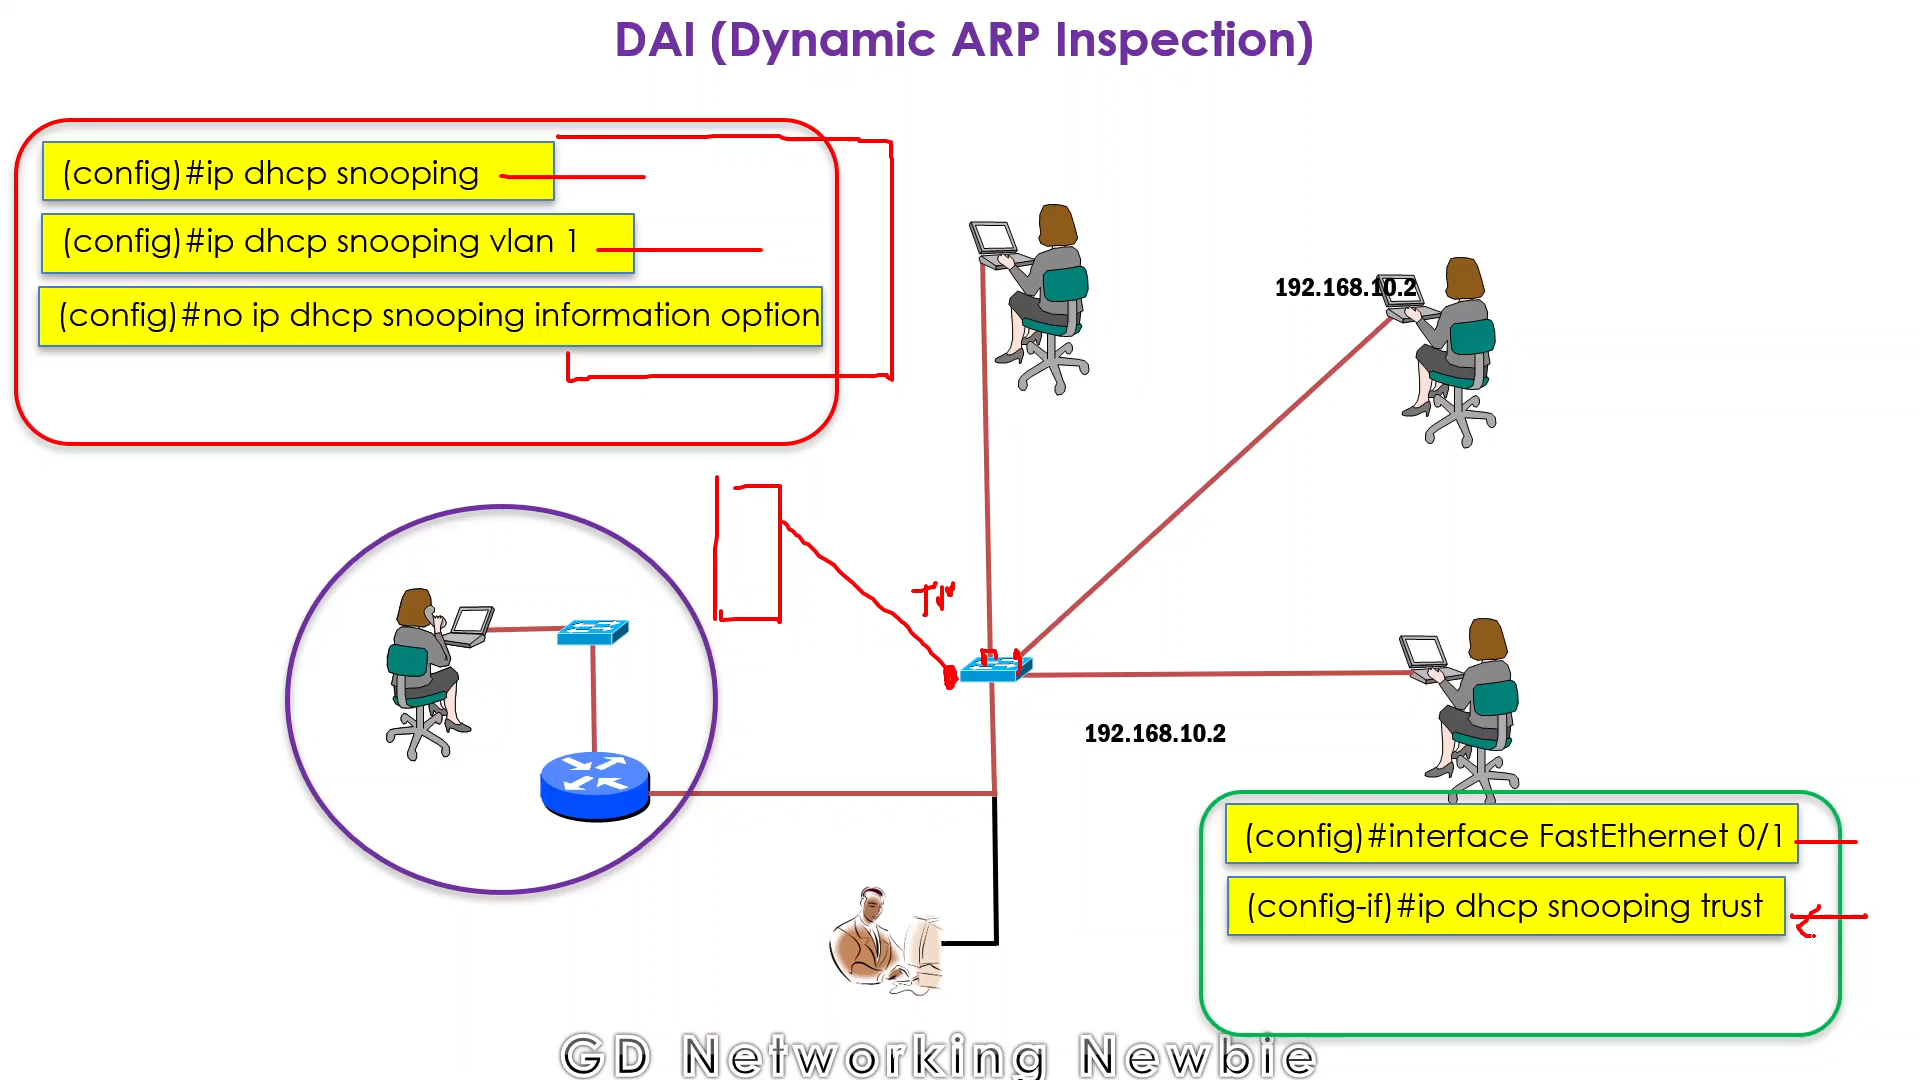 DAI (Dynamic ARP Inspection)
(config)#ip dhcp snooping
(config)#ip dhcp snooping vlan 1
(config)#no ip dhcp snooping information option
192.168.10.2
192.168.10.2
(config)#interface FastEthernet 0/1
(config-if)#ip dhcp snooping trust
GD Networking Newbie